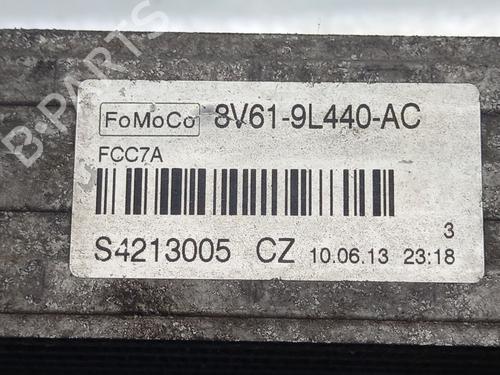 B-PARTS
FoMoCo 8V61-9L440-AC
FCC7A
3
S4213005 CZ 10.06.13 23:18